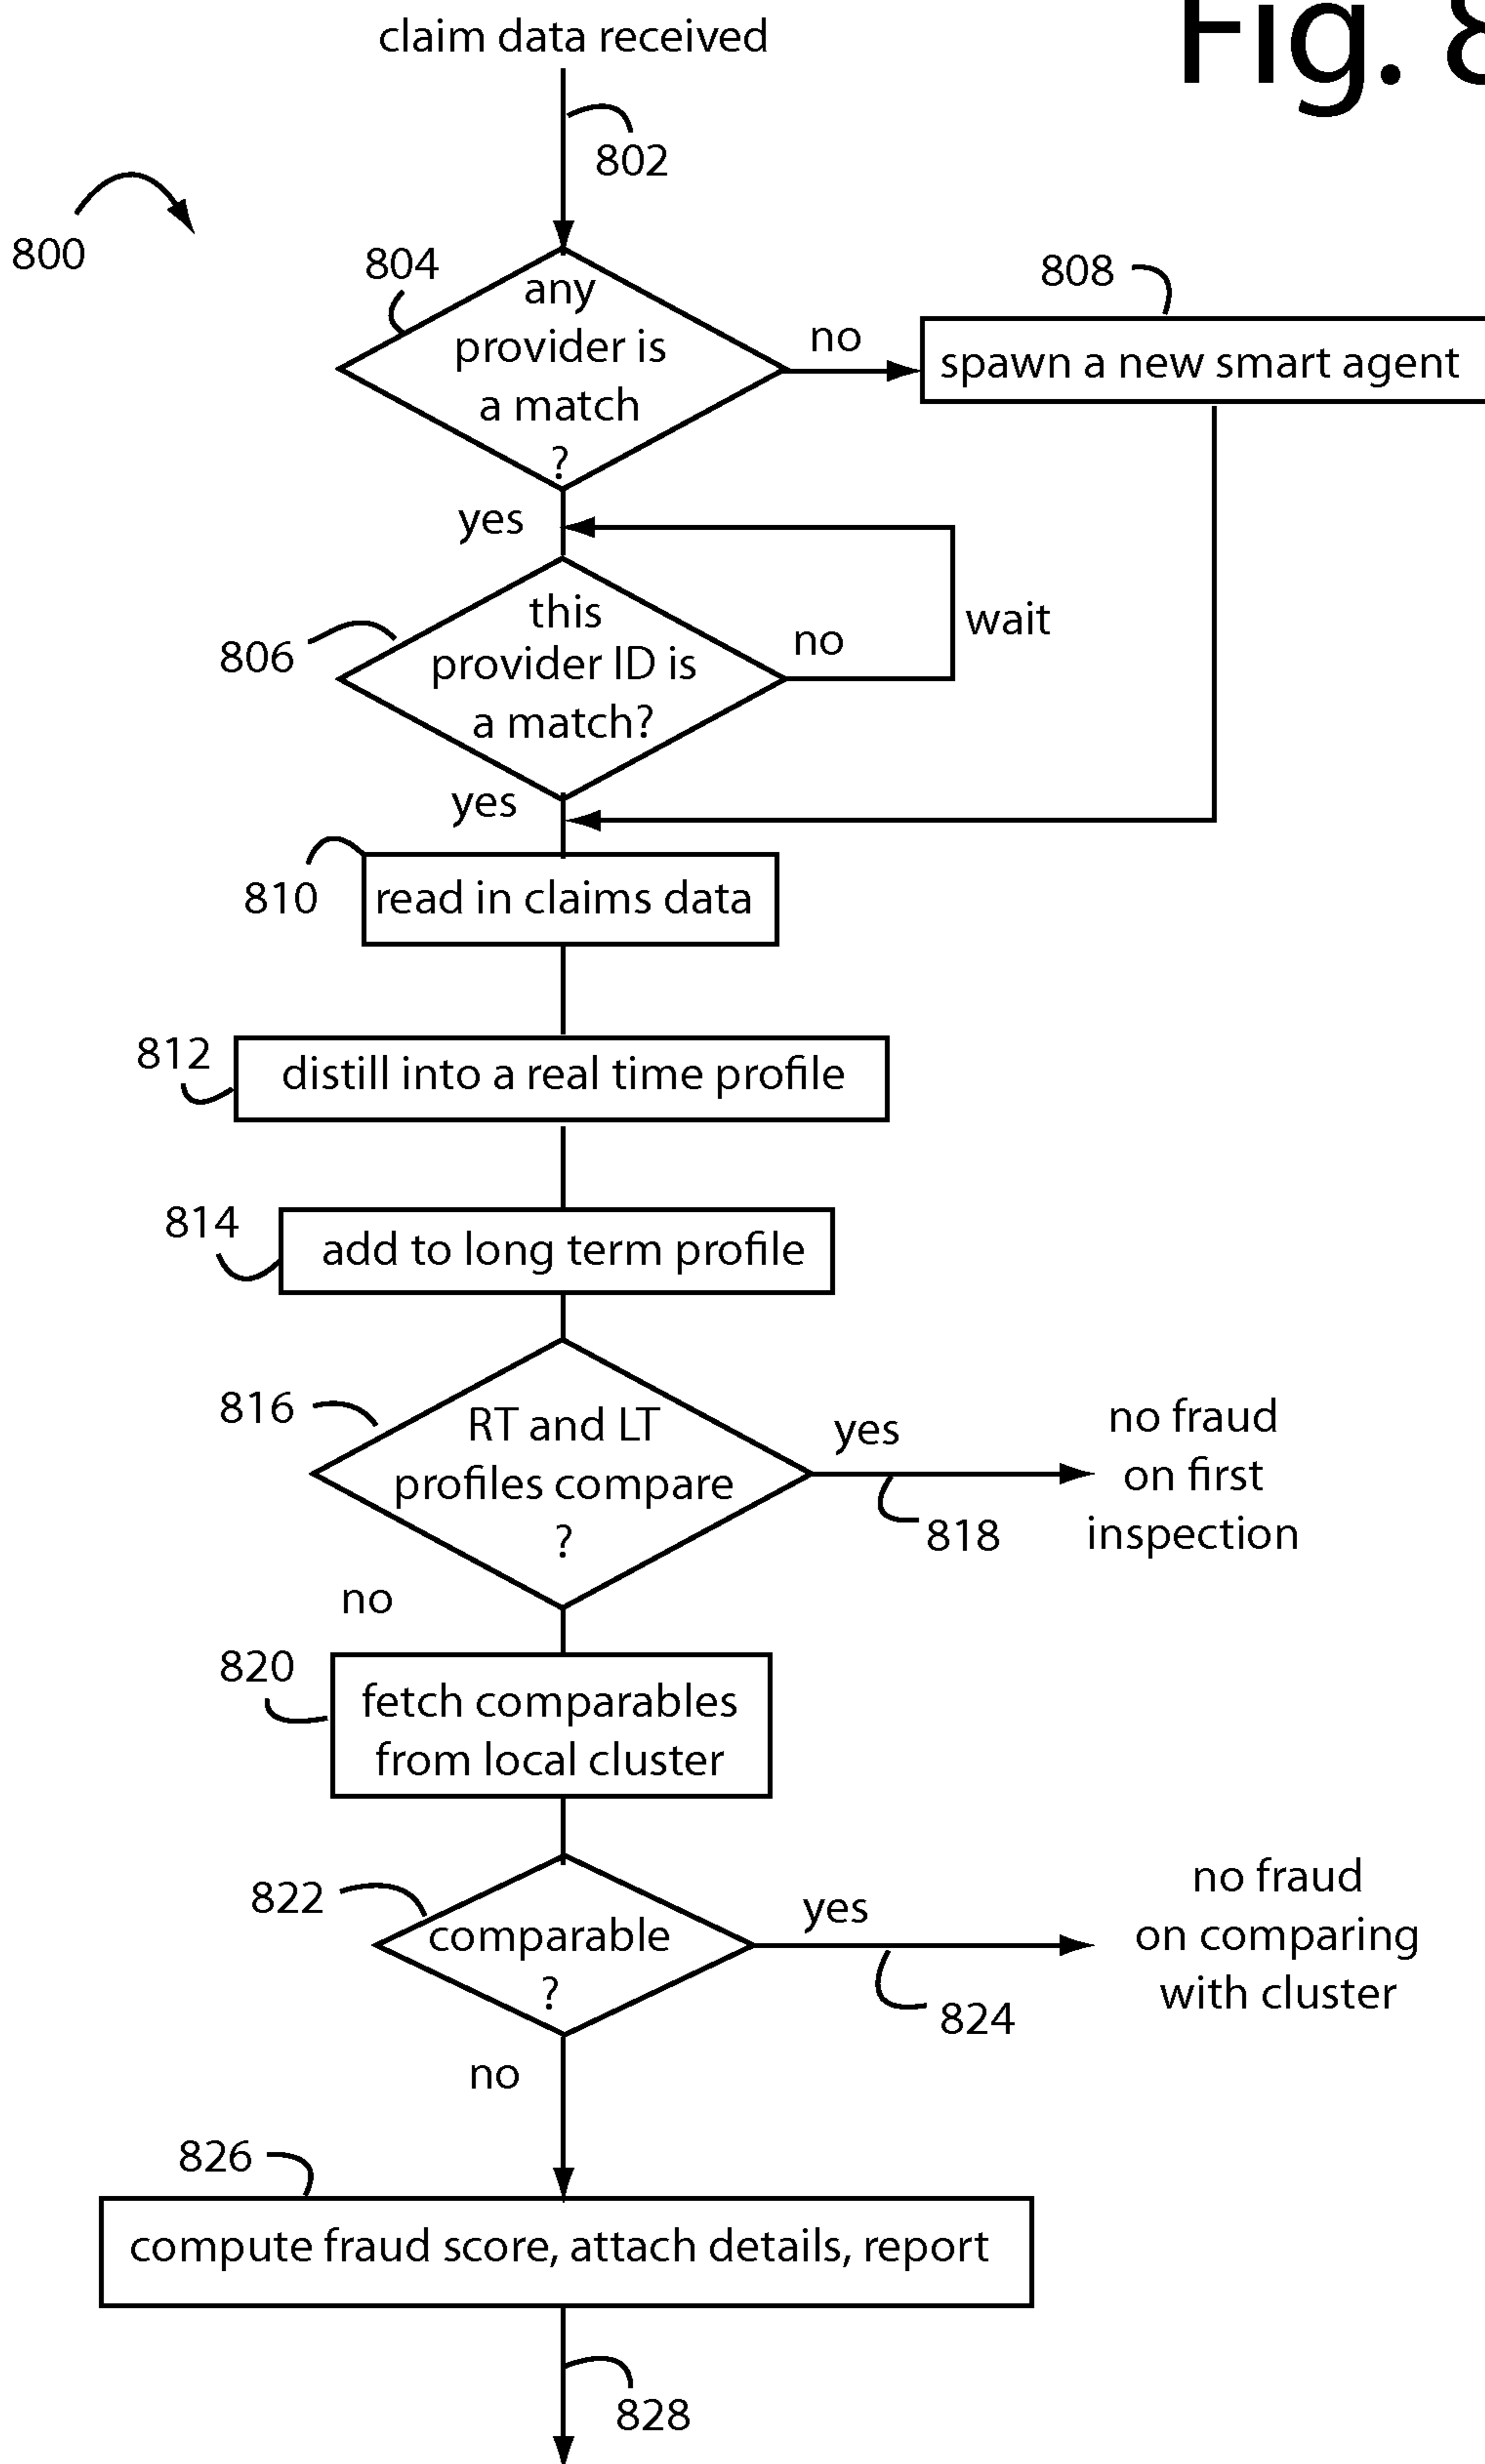 claim data received
Fig. 8
802
800
804
any
provider is
a match
?
no
808
spawn a new smart agent
yes
806
this
provider ID is
a match?
no
wait
yes
810
read in claims data
812
distill into a real time profile
814
add to long term profile
816
RT and LT
profiles compare
?
yes
818
no fraud
on first
inspection
no
820
fetch comparables
from local cluster
822
comparable
?
yes
824
no fraud
on comparing
with cluster
no
826
compute fraud score, attach details, report
828